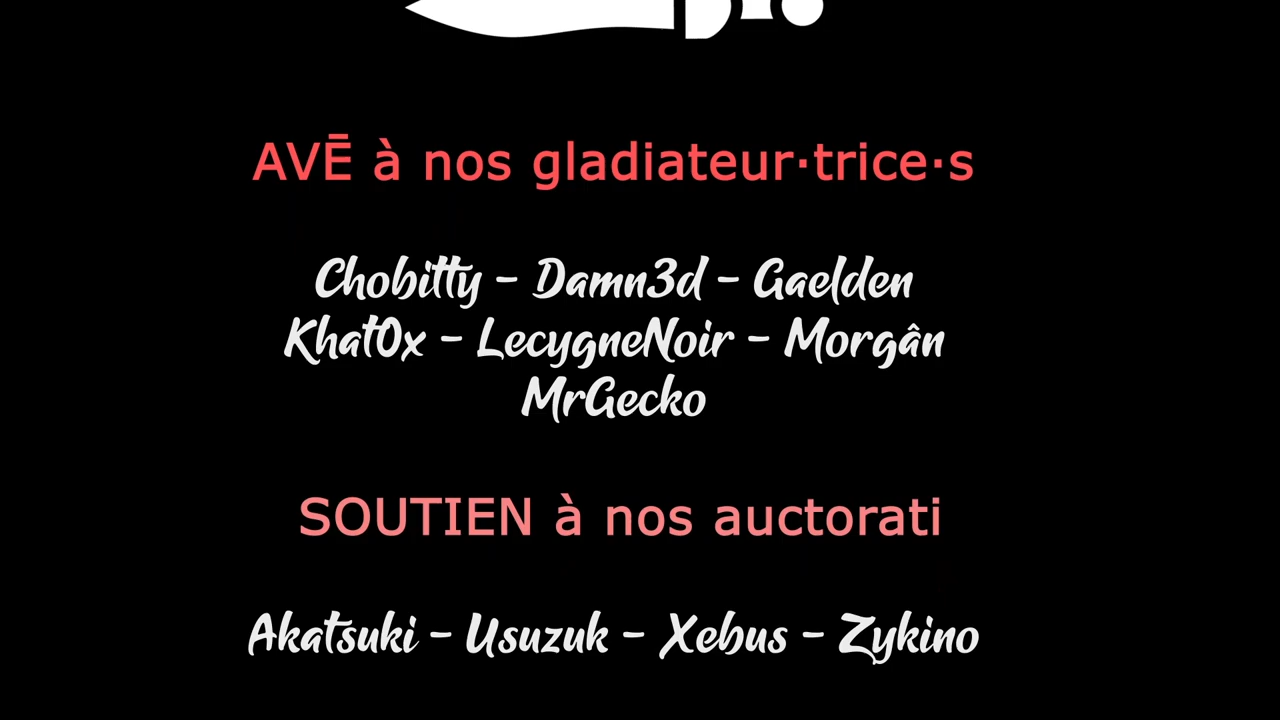 AVĒ à nos gladiateur·trice·s
Chobitty - Damn3d - Gaelden
Khat0x - LecygneNoir - Morgân
MrGecko
SOUTIEN à nos auctorati
Akatsuki - Usuzuk - Xebus - Zykino